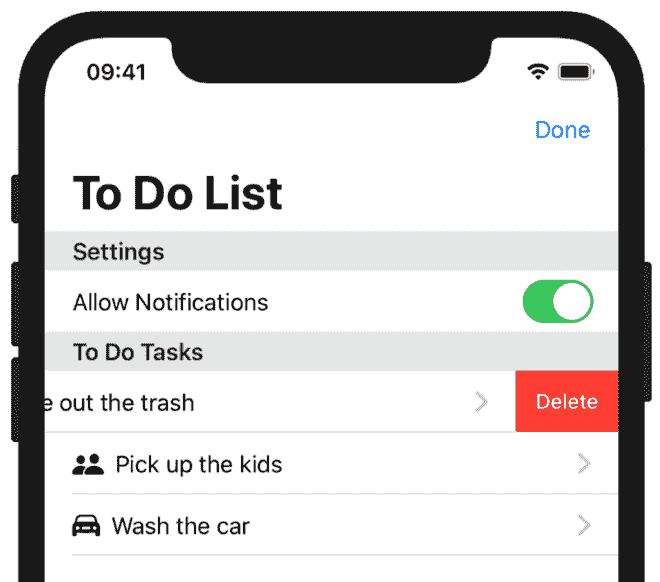 09:41
Done
To Do List
Settings
Allow Notifications
To Do Tasks
e out the trash
Delete
Pick up the kids
Wash the car